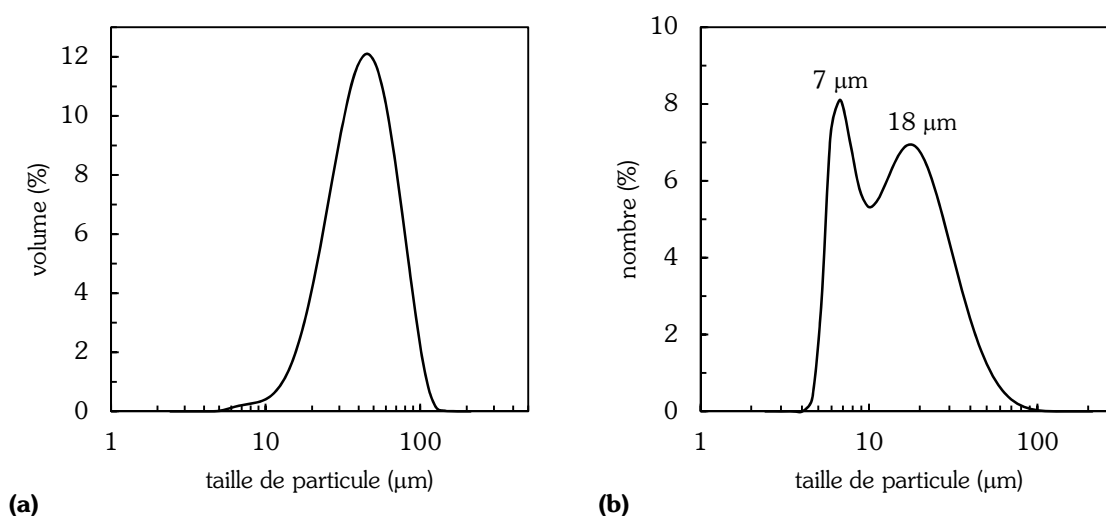 12
10
8
6
4
2
0
volume (%)
1 10 100
taille de particule (μm)
(a)
10
8
6
4
2
0
nombre (%)
7 μm
18 μm
1 10 100
taille de particule (μm)
(b)